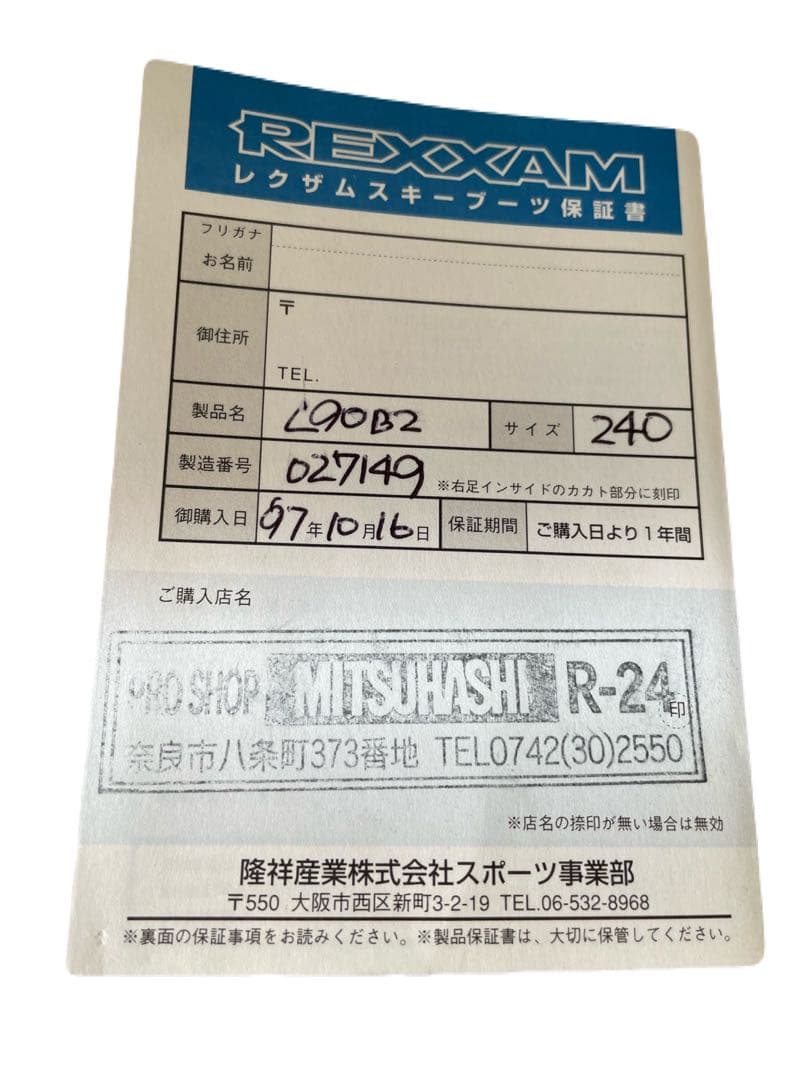 REXXAM
レクザムスキーブーツ保証書
フリガナ
お名前
御住所
〒
TEL.
製品名 L90B2 サイズ 240
製造番号 027149 ※右足インサイドのカカト部分に刻印
御購入日 97年10月16日 保証期間 ご購入日より1年間
ご購入店名
PRO SHOP MITSUHASHI R-24
印
奈良市八条町373番地 TEL0742(30)2550
※店名の捺印が無い場合は無効
隆祥産業株式会社スポーツ事業部
〒550 大阪市西区新町3-2-19 TEL.06-532-8968
※裏面の保証事項をお読みください。※製品保証書は、大切に保管してください。